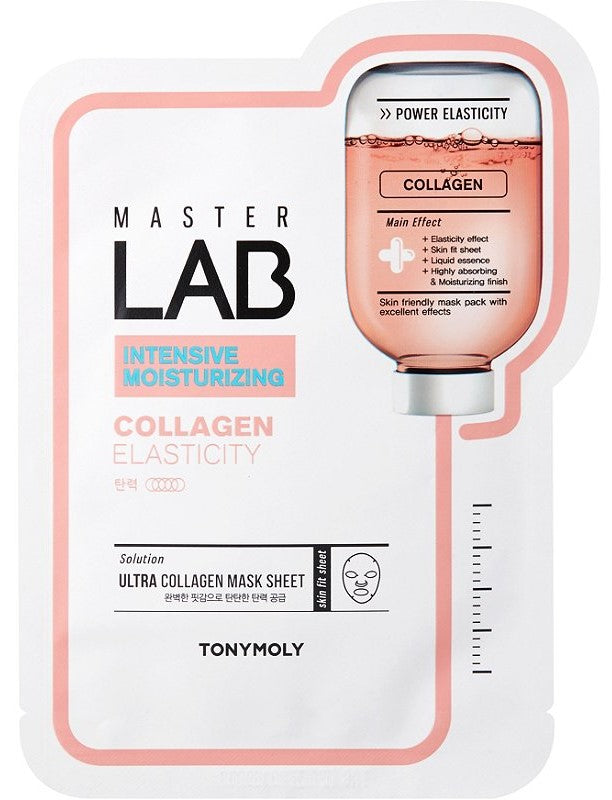 MASTER
LAB
INTENSIVE
MOISTURIZING
COLLAGEN
ELASTICITY
탄력
>> POWER ELASTICITY
COLLAGEN
Main Effect
+ Elasticity effect
+ Skin fit sheet
+ Liquid essence
+ Highly absorbing
& Moisturizing finish
Skin friendly mask pack with
excellent effects
Solution
ULTRA COLLAGEN MASK SHEET
완벽한 핏감으로 탄탄한 탄력 공급
skin fit sheet
TONYMOLY